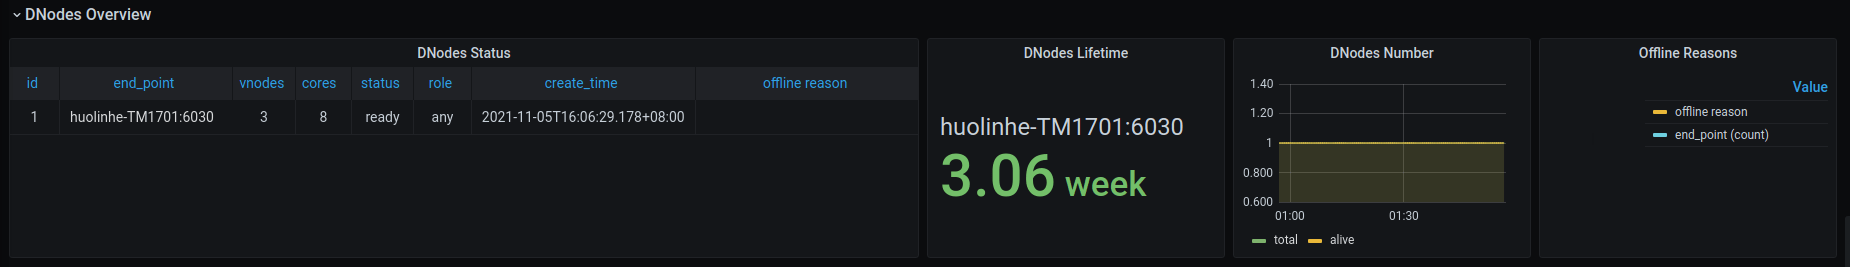 DNodes Overview
DNodes Status
id end_point vnodes cores status role create_time offline reason
1 huolinhe-TM1701:6030 3 8 ready any 2021-11-05T16:06:29.178+08:00
DNodes Lifetime
huolinhe-TM1701:6030
3.06 week
DNodes Number
1.40
1.20
1
0.800
0.600
01:00 01:30
total alive
Offline Reasons
Value
offline reason
end_point (count)